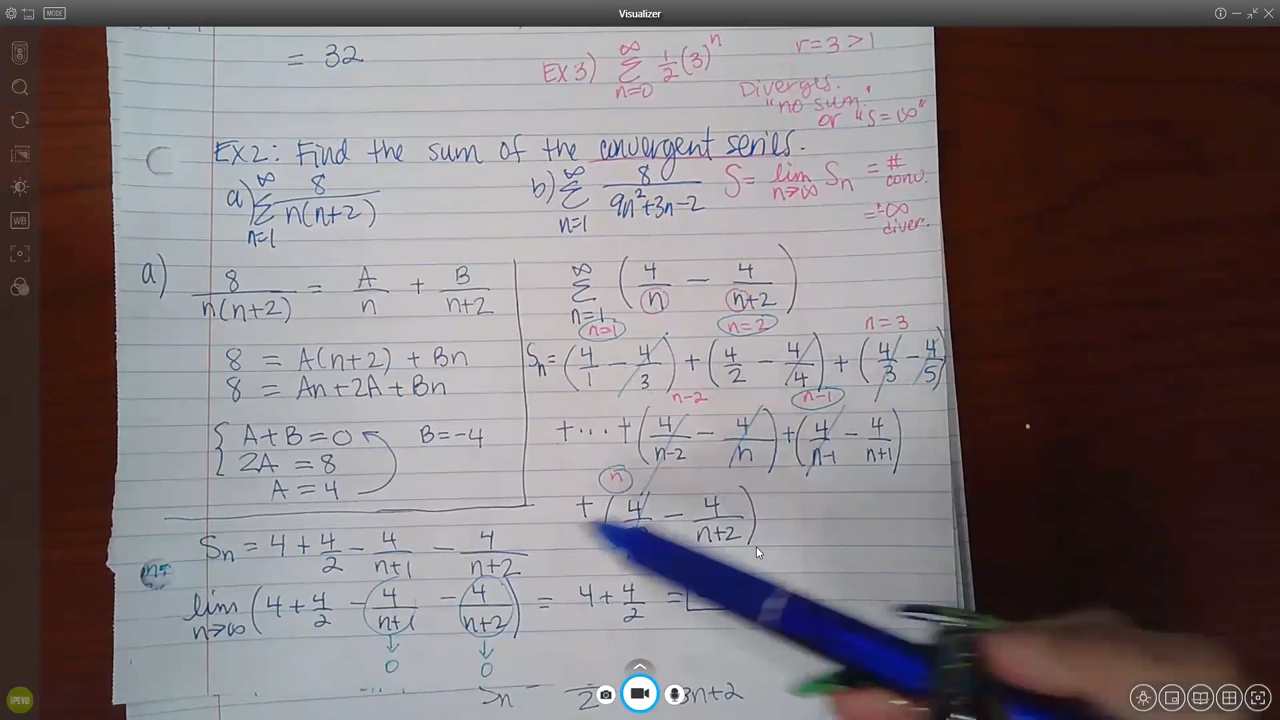 MODE
Visualizer
= 32
EX 3) ∞ Σ n=0 1/2 (3)^n r = 3 > 1
Diverges.
"no sum."
or "S = ∞"
EX2: Find the sum of the convergent series.
a) ∞ Σ n=1 8/(n(n+2))
b) ∞ Σ n=1 8/(9n²+3n-2) S = lim n→∞ Sn = # conv.
= ±∞ diver.
a) 8/(n(n+2)) = A/n + B/(n+2)
8 = A(n+2) + Bn
8 = An + 2A + Bn
{ A + B = 0 B = -4
2A = 8
A = 4
∞ Σ n=1 (4/n - 4/(n+2))
n=1 n=2 n=3
Sn = (4/1 - 4/3) + (4/2 - 4/4) + (4/3 - 4/5)
n-2 n-1
+ ... + (4/(n-2) - 4/n) + (4/(n-1) - 4/(n+1))
n
+ (4/ - 4/(n+2))
Sn = 4 + 4/2 - 4/(n+1) - 4/(n+2)
lim n→∞ (4 + 4/2 - 4/(n+1) - 4/(n+2)) = 4 + 4/2 =
↓ ↓
0 0
3n+2
WB
IPEVO